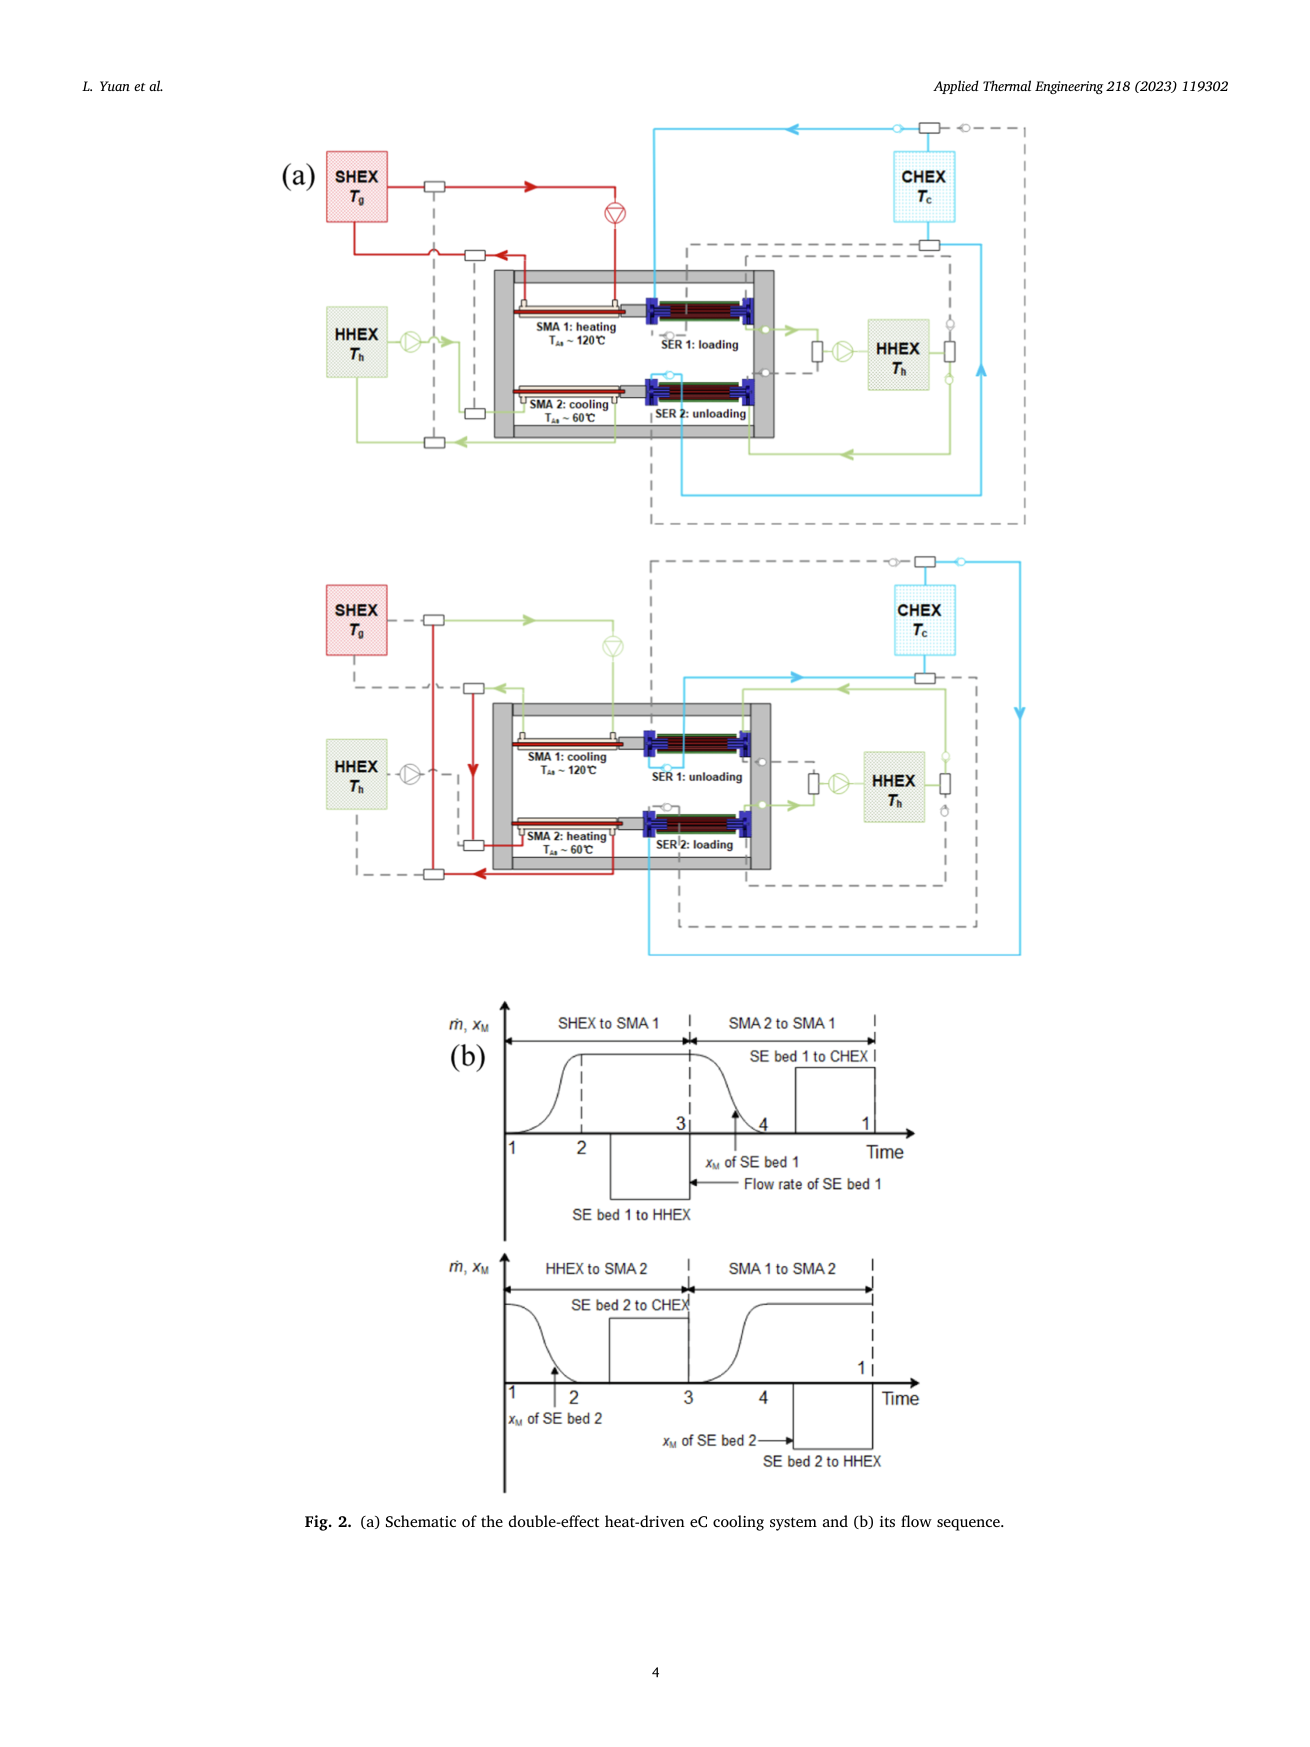 L. Yuan et al.
Applied Thermal Engineering 218 (2023) 119302
(a)
SHEX
Tg
CHEX
Tc
HHEX
Th
SMA 1: heating
TAs ~ 120℃
SER 1: loading
HHEX
Th
SMA 2: cooling
TAs ~ 60℃
SER 2: unloading
SHEX
Tg
CHEX
Tc
HHEX
Th
SMA 1: cooling
TAs ~ 120℃
SER 1: unloading
HHEX
Th
SMA 2: heating
TAs ~ 60℃
SER 2: loading
ṁ, xM
SHEX to SMA 1
SMA 2 to SMA 1
(b)
SE bed 1 to CHEX
3
4
1
1
2
Time
xM of SE bed 1
Flow rate of SE bed 1
SE bed 1 to HHEX
ṁ, xM
HHEX to SMA 2
SMA 1 to SMA 2
SE bed 2 to CHEX
1
1
2
3
4
Time
xM of SE bed 2
xM of SE bed 2
SE bed 2 to HHEX
Fig. 2. (a) Schematic of the double-effect heat-driven eC cooling system and (b) its flow sequence.
4